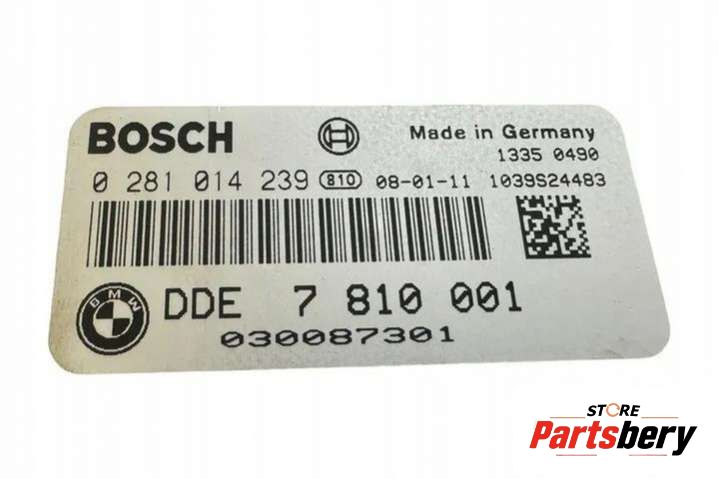 BOSCH
Made in Germany
1335 0490
0 281 014 239 810 08-01-11 1039S24483
BMW
DDE 7 810 001
030087301
STORE
Partsbery